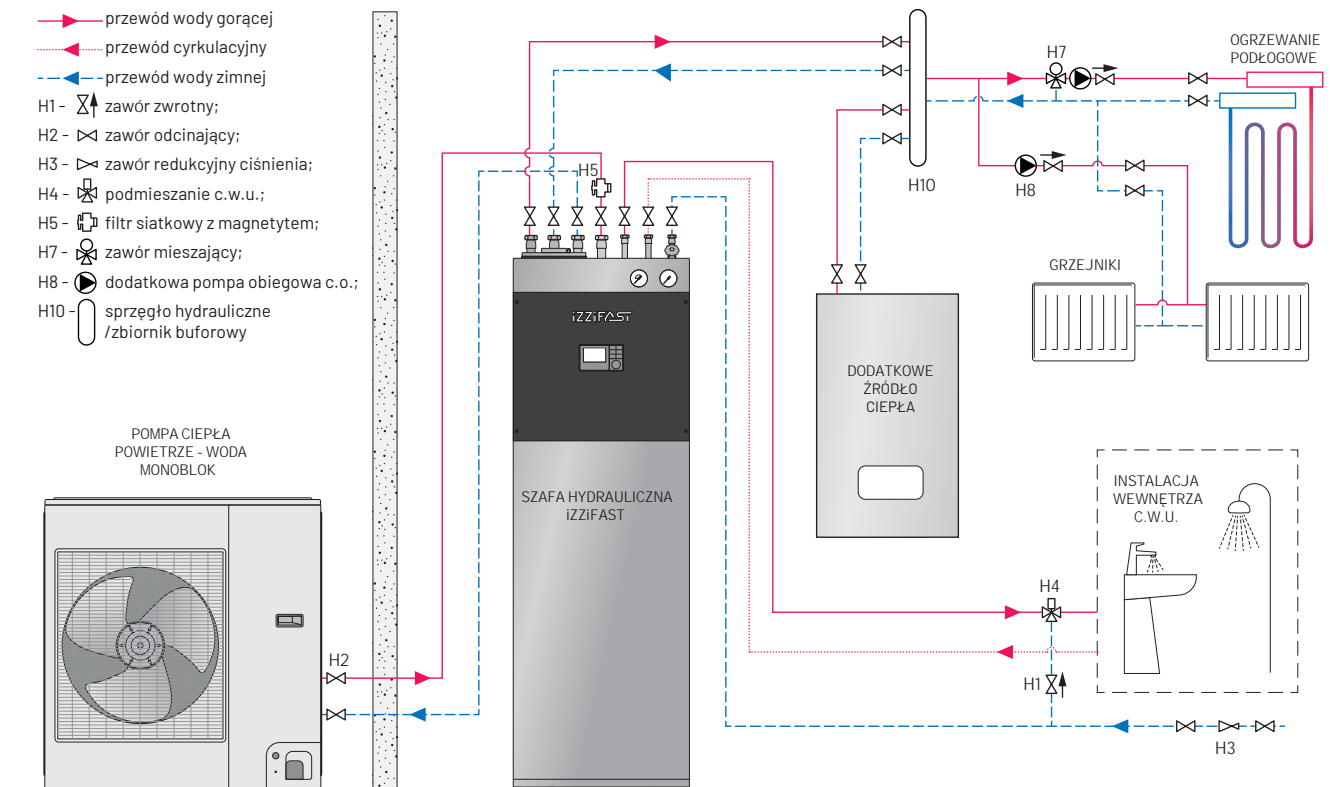 przewód wody gorącej
przewód cyrkulacyjny
przewód wody zimnej
H1 - zawór zwrotny;
H2 - zawór odcinający;
H3 - zawór redukcyjny ciśnienia;
H4 - podmieszanie c.w.u.;
H5 - filtr siatkowy z magnetytem;
H7 - zawór mieszający;
H8 - dodatkowa pompa obiegowa c.o.;
H10 - sprzęgło hydrauliczne
/zbiornik buforowy
POMPA CIEPŁA
POWIETRZE - WODA
MONOBLOK
H2
H5
iZZiFAST
SZAFA HYDRAULICZNA
iZZiFAST
H10
H7
H8
OGRZEWANIE
PODŁOGOWE
GRZEJNIKI
DODATKOWE
ŹRÓDŁO
CIEPŁA
INSTALACJA
WEWNĘTRZA
C.W.U.
H4
H1
H3